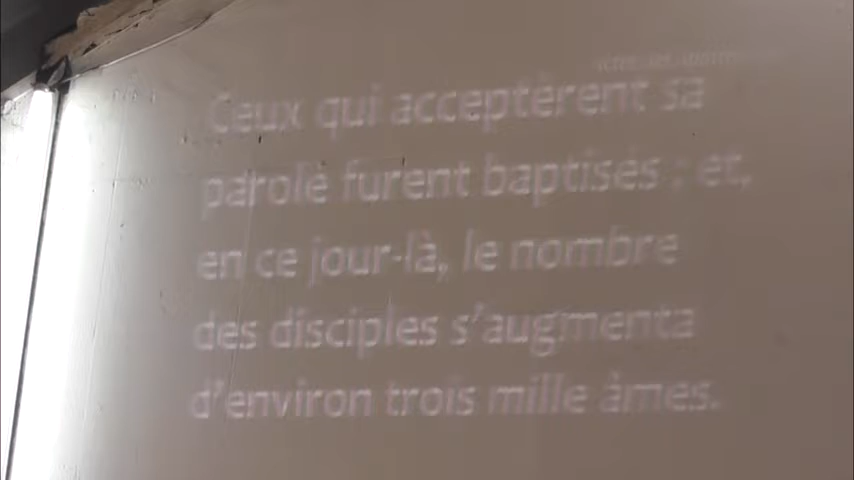 Ceux qui acceptèrent sa
parole furent baptisés ; et,
en ce jour-là, le nombre
des disciples s’augmenta
d’environ trois mille âmes.